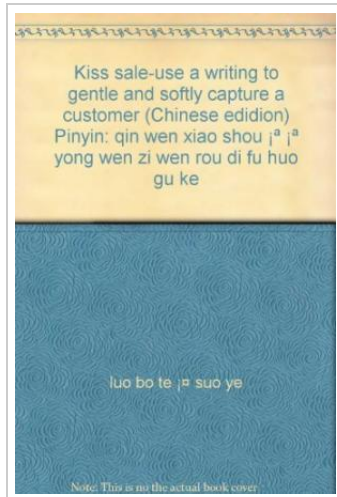 Kiss sale-use a writing to
gentle and softly capture a
customer (Chinese edidion)
Pinyin: qin wen xiao shou ¡ª ¡ª
yong wen zi wen rou di fu huo
gu ke
luo bo te ¡¤ suo ye
Note: This is no the actual book cover